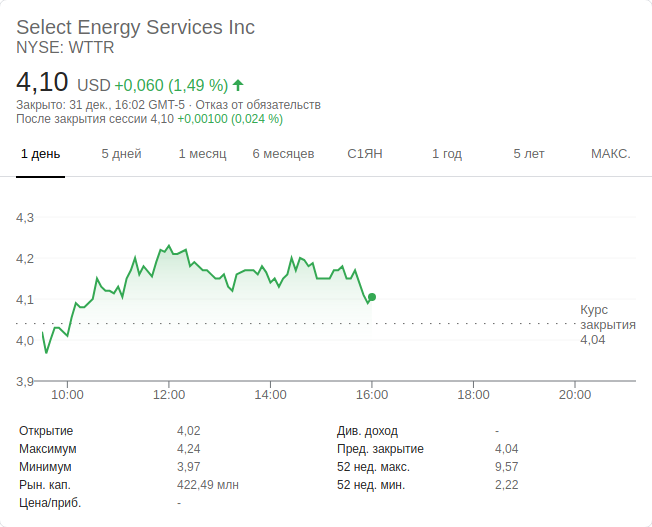 Select Energy Services Inc
NYSE: WTTR
4,10 USD +0,060 (1,49 %)
Закрыто: 31 дек., 16:02 GMT-5 · Отказ от обязательств
После закрытия сессии 4,10 +0,00100 (0,024 %)
1 день 5 дней 1 месяц 6 месяцев С1ЯН 1 год 5 лет МАКС.
4,3
4,2
4,1
4,0
3,9
Курс
закрытия
4,04
10:00 12:00 14:00 16:00 18:00 20:00
Открытие 4,02 Див. доход -
Максимум 4,24 Пред. закрытие 4,04
Минимум 3,97 52 нед. макс. 9,57
Рын. кап. 422,49 млн 52 нед. мин. 2,22
Цена/приб. -